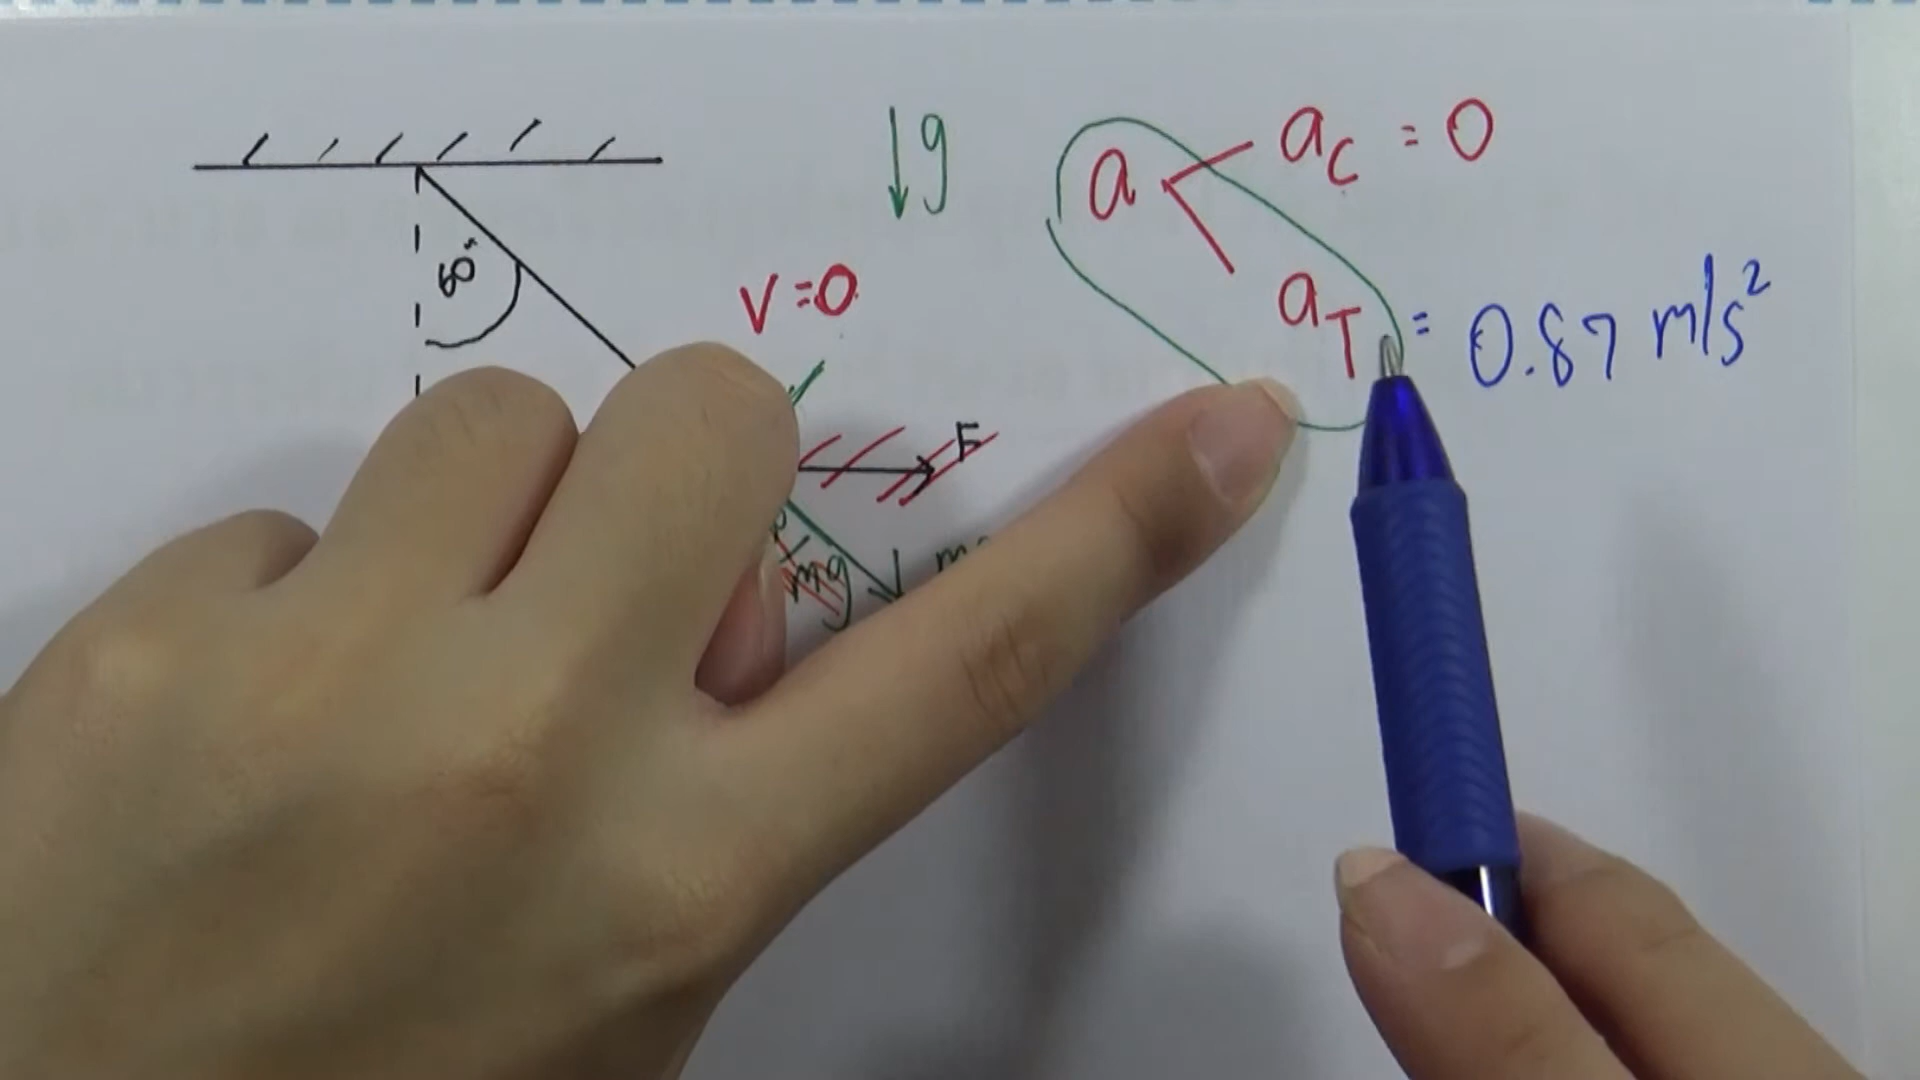 g
a
a_C = 0
60°
V=0
a_T = 0.87 m/s²
F
mg